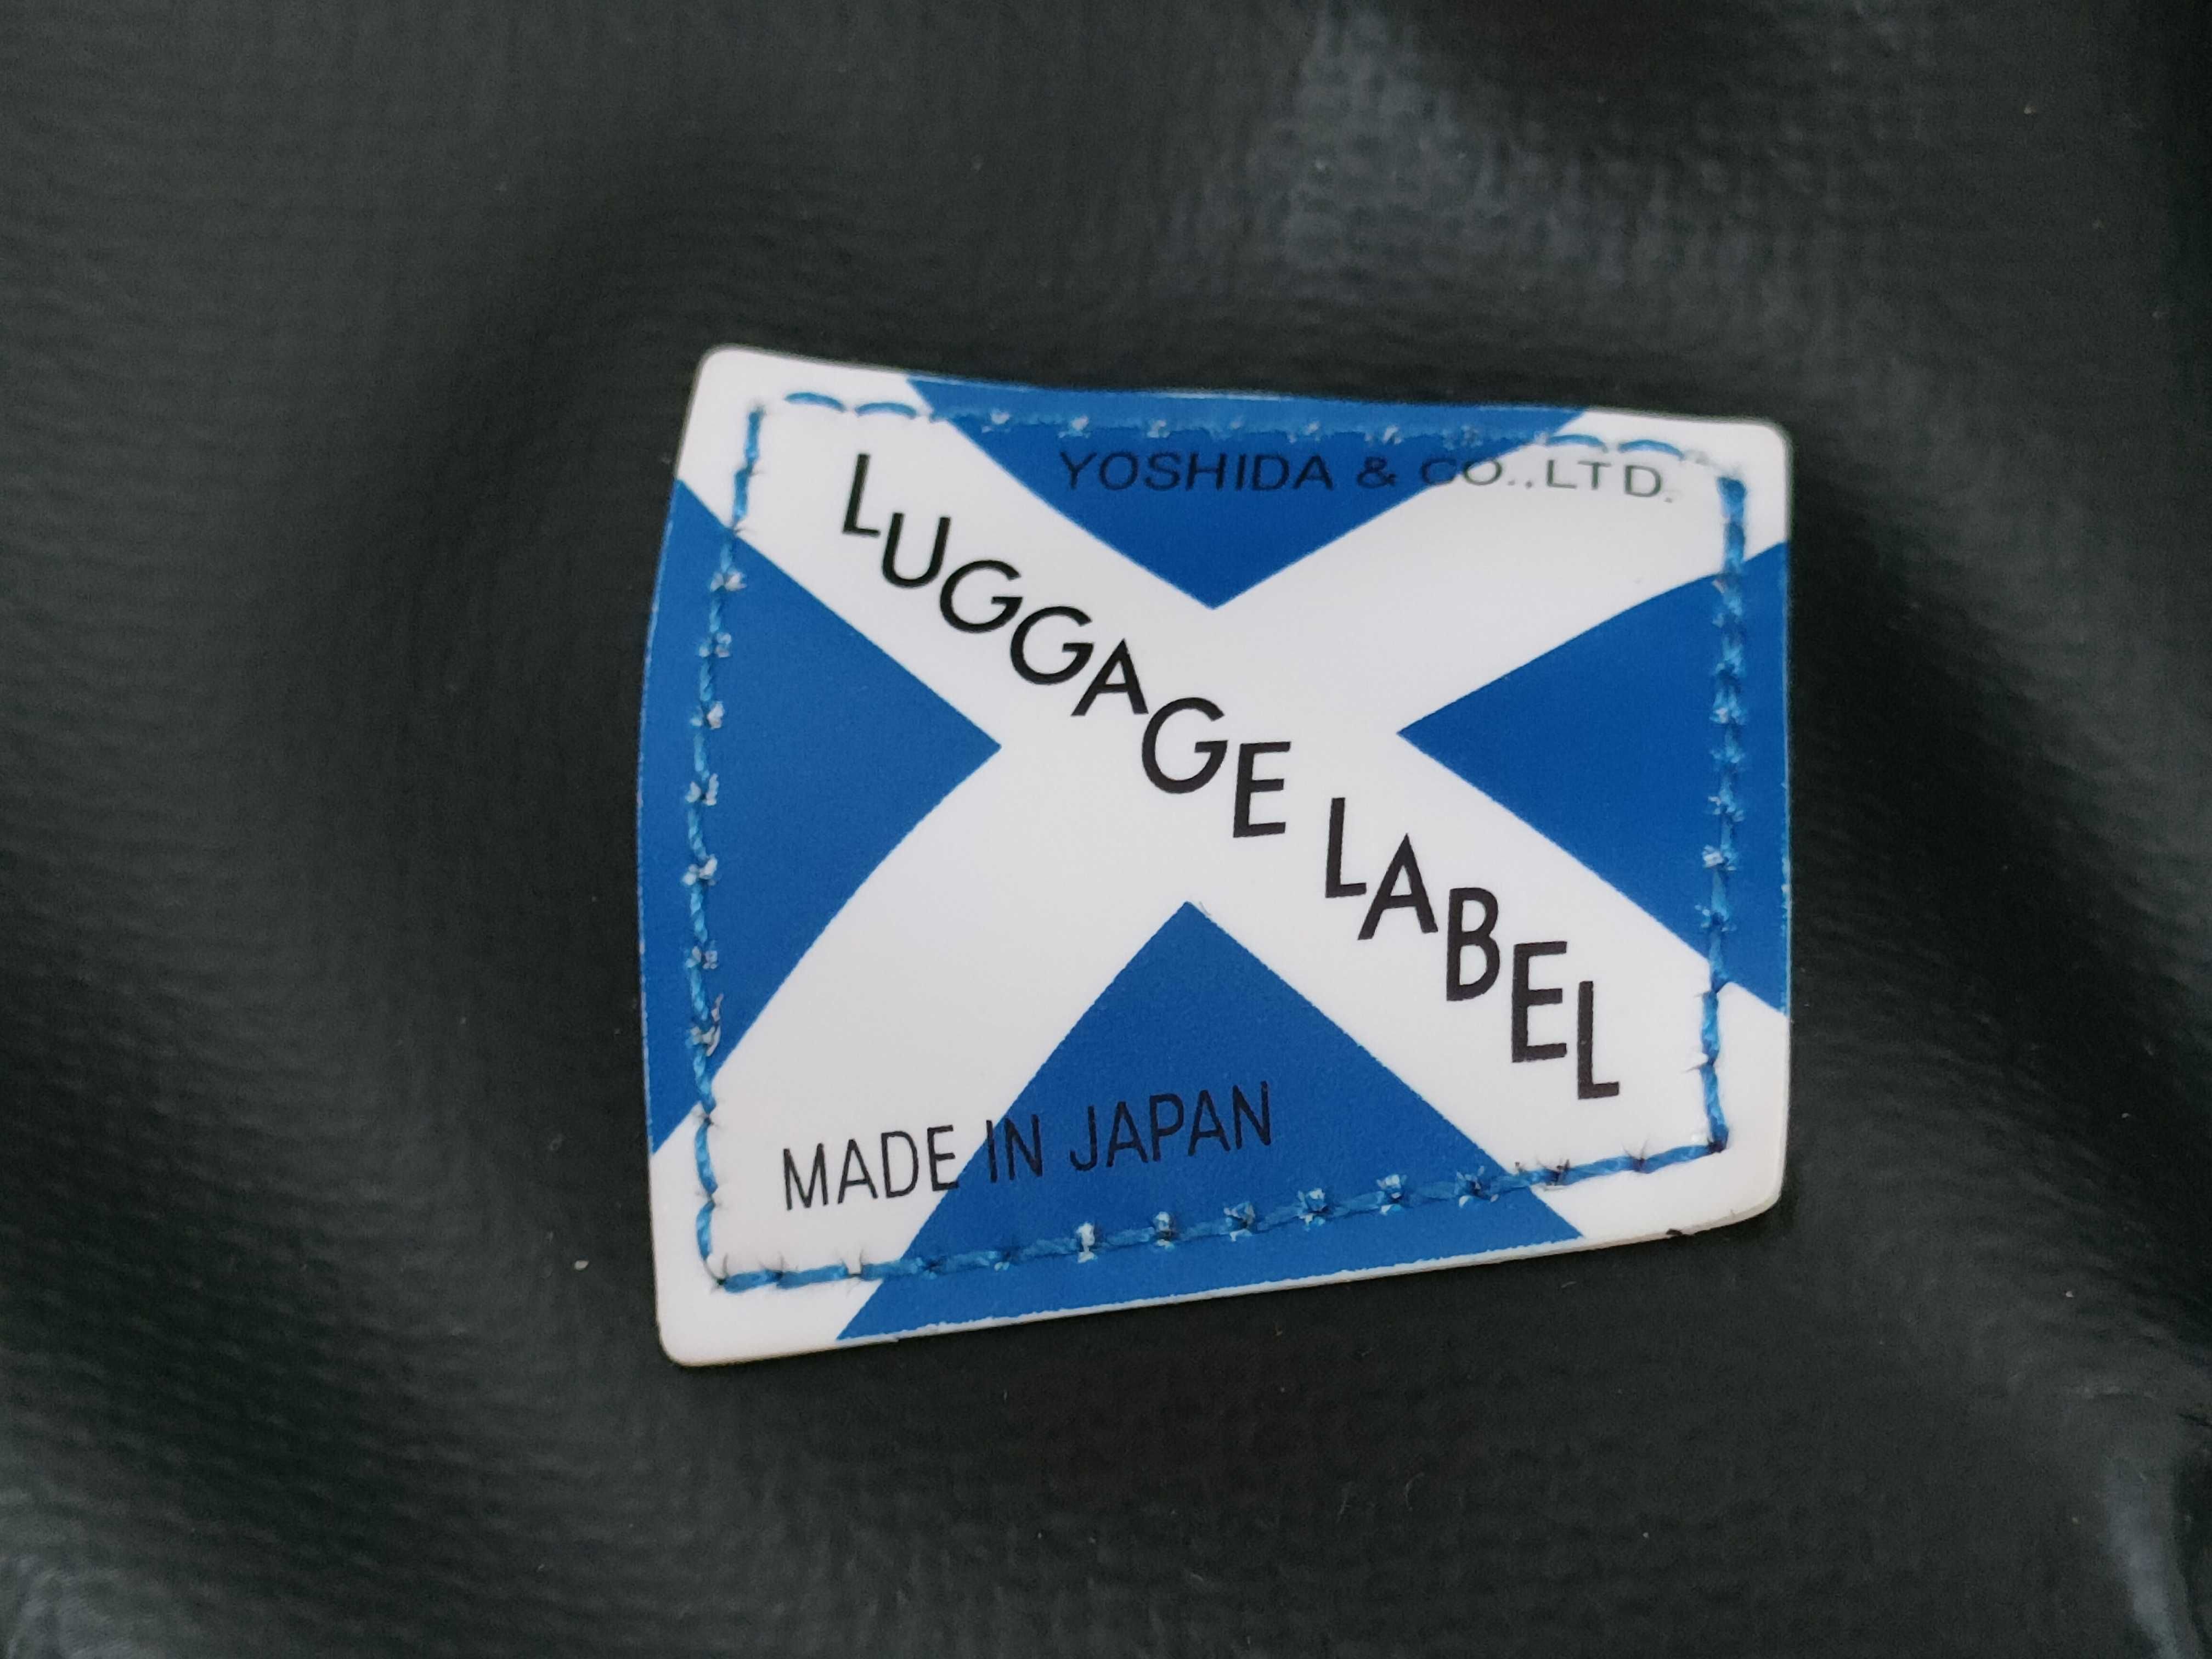 YOSHIDA & CO.,LTD.
LUGGAGE LABEL
MADE IN JAPAN